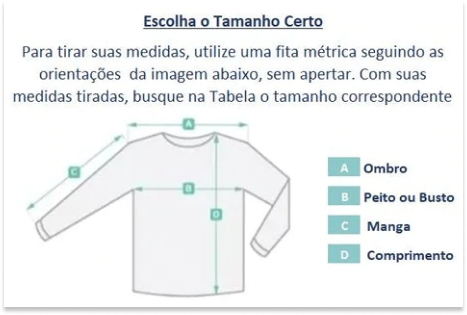 Escolha o Tamanho Certo
Para tirar suas medidas, utilize uma fita métrica seguindo as
orientações da imagem abaixo, sem apertar. Com suas
medidas tiradas, busque na Tabela o tamanho correspondente
A
C
B
D
A Ombro
B Peito ou Busto
C Manga
D Comprimento